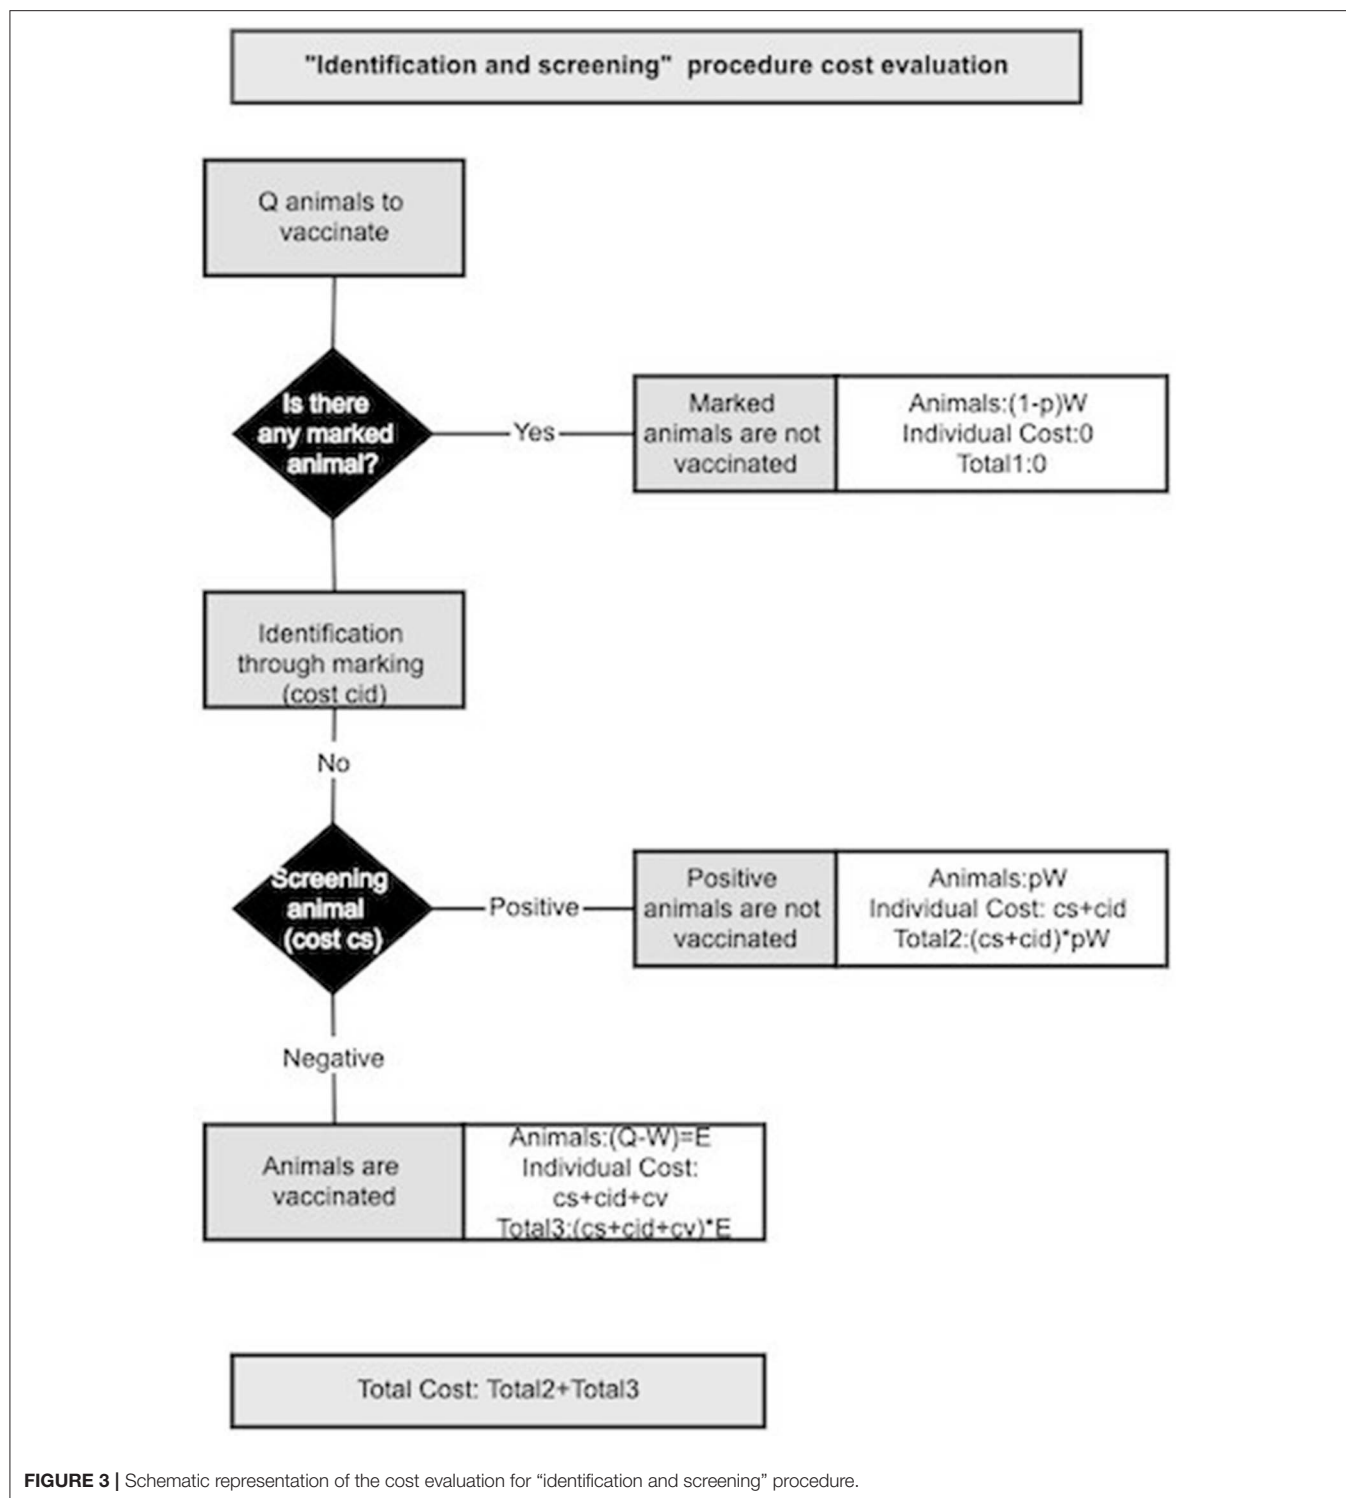 "Identification and screening"  procedure cost evaluation
Q animals to
vaccinate
Is there
any marked
animal?
Yes
Marked
animals are not
vaccinated
Animals:(1-p)W
Individual Cost:0
Total1:0
Identification
through marking
(cost cid)
No
Screening
animal
(cost cs)
Positive
Positive
animals are not
vaccinated
Animals:pW
Individual Cost: cs+cid
Total2:(cs+cid)*pW
Negative
Animals are
vaccinated
Animals:(Q-W)=E
Individual Cost:
cs+cid+cv
Total3:(cs+cid+cv)*E
Total Cost: Total2+Total3
FIGURE 3 | Schematic representation of the cost evaluation for “identification and screening” procedure.